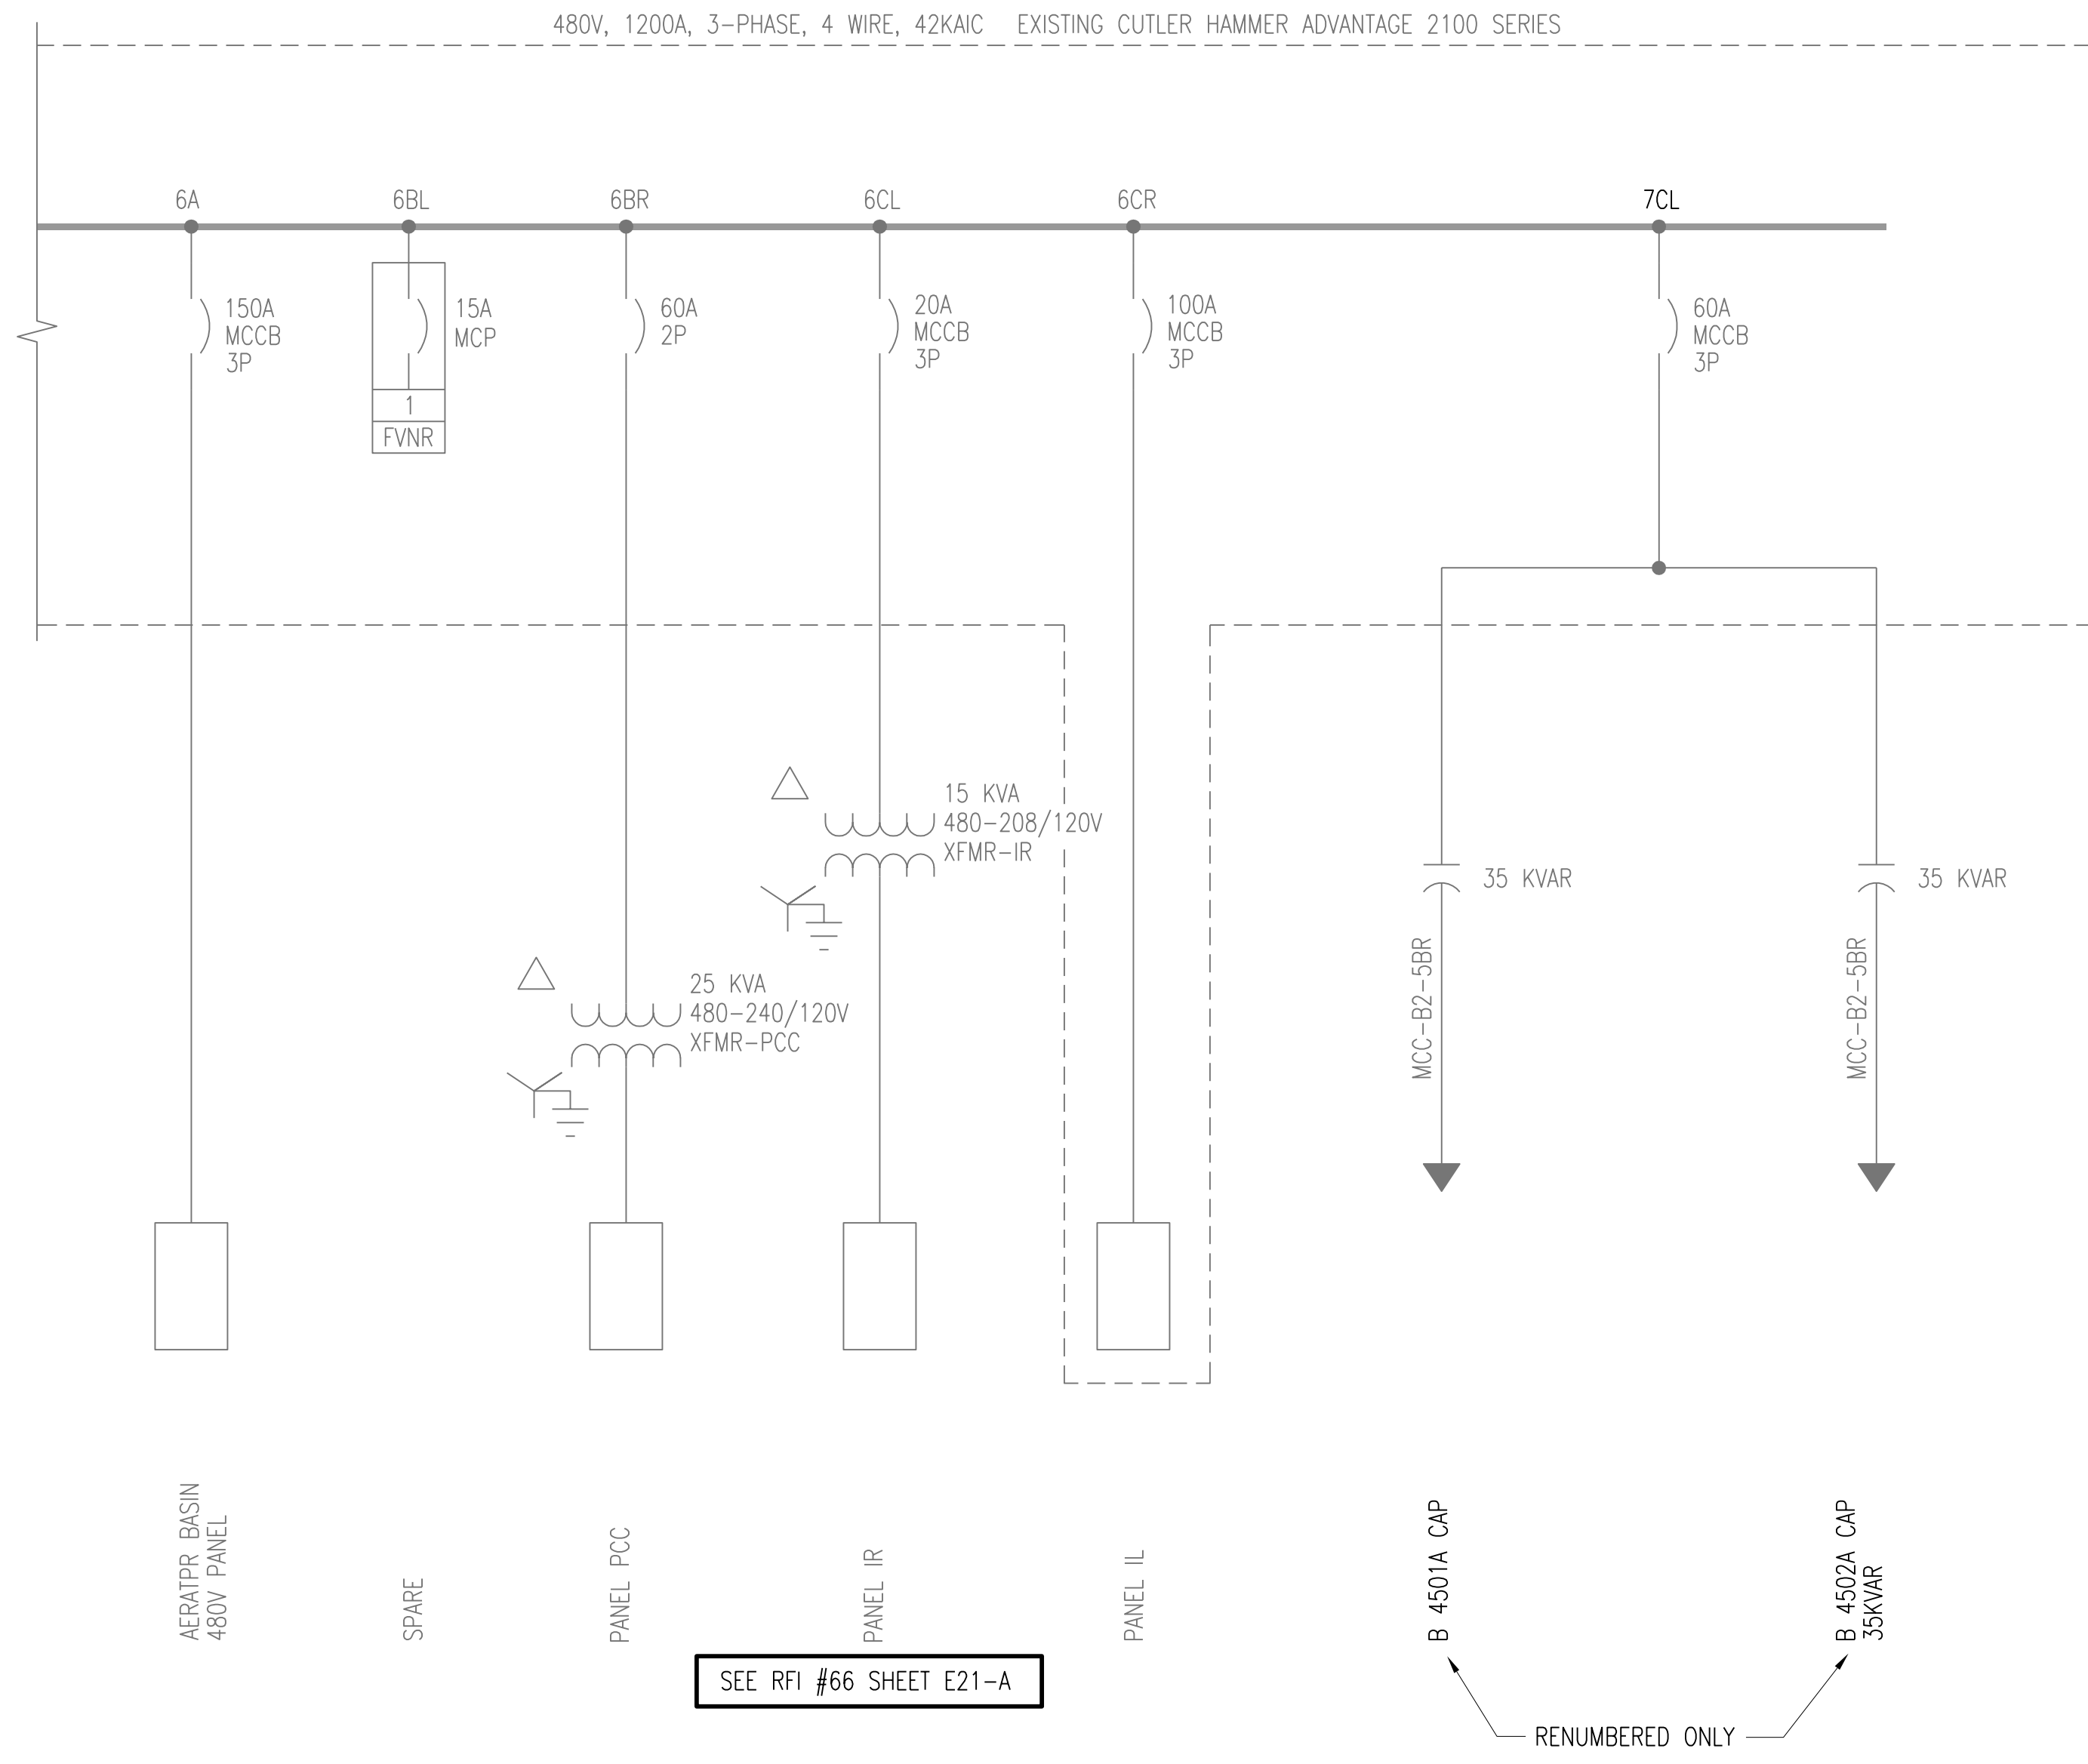 480V, 1200A, 3-PHASE, 4 WIRE, 42KAIC EXISTING CUTLER HAMMER ADVANTAGE 2100 SERIES
6A
6BL
6BR
6CL
6CR
7CL
150A
MCCB
3P
15A
MCP
1
FVNR
60A
2P
20A
MCCB
3P
100A
MCCB
3P
60A
MCCB
3P
15 KVA
480-208/120V
XFMR-IR
25 KVA
480-240/120V
XFMR-PCC
35 KVAR
35 KVAR
MCC-B2-5BR
MCC-B2-5BR
AERATPR BASIN
480V PANEL
SPARE
PANEL PCC
PANEL IR
PANEL IL
B 4501A CAP
B 4502A CAP
35KVAR
SEE RFI #66 SHEET E21-A
RENUMBERED ONLY